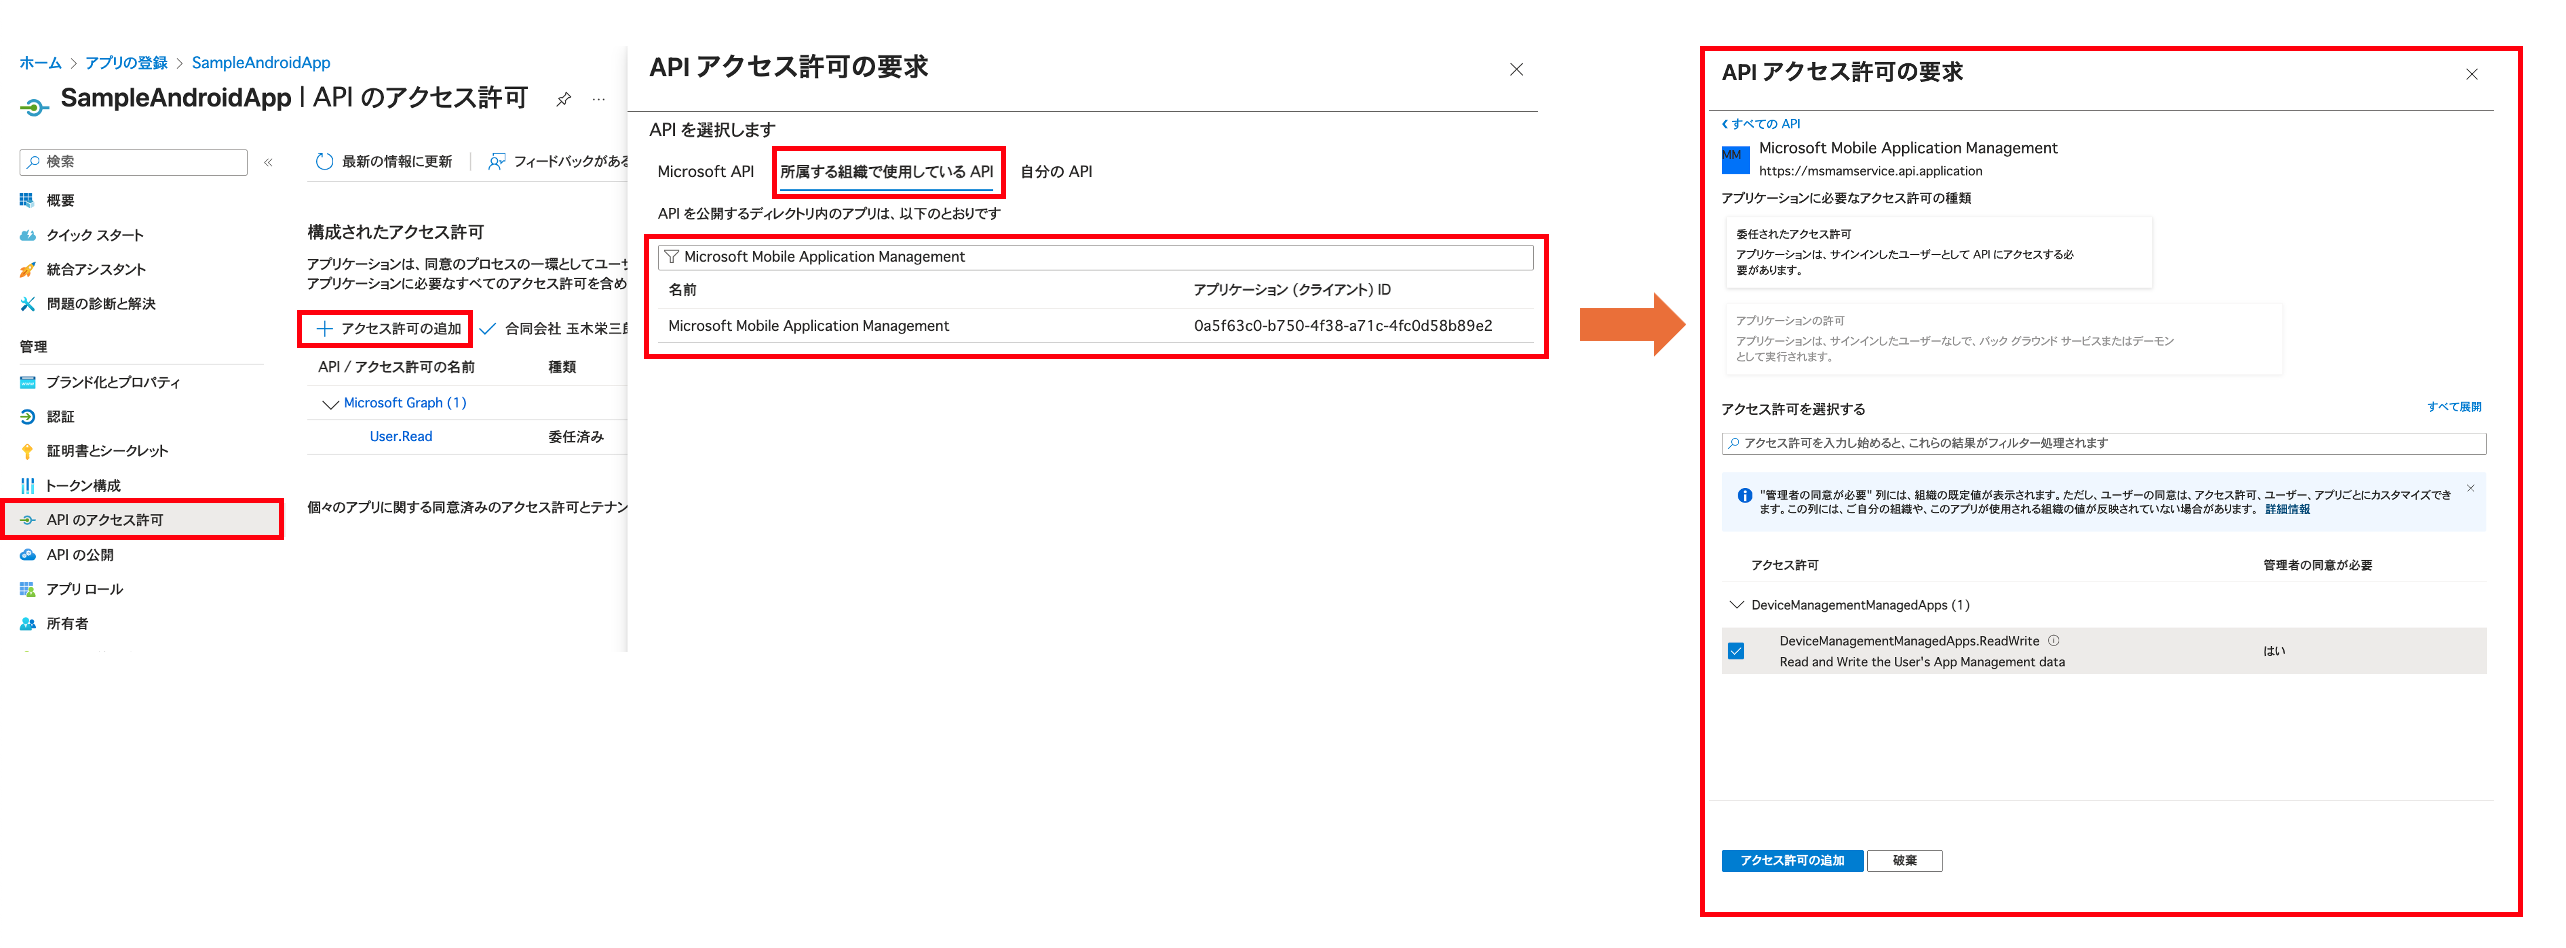 ホーム > アプリの登録 > SampleAndroidApp
SampleAndroidApp | API のアクセス許可
検索
概要
クイック スタート
統合アシスタント
問題の診断と解決
管理
ブランド化とプロパティ
認証
証明書とシークレット
トークン構成
API のアクセス許可
API の公開
アプリ ロール
所有者
最新の情報に更新
フィードバックがある
構成されたアクセス許可
アプリケーションは、同意のプロセスの一環としてユー
アプリケーションに必要なすべてのアクセス許可を含め
アクセス許可の追加
合同会社 玉木栄三
API / アクセス許可の名前 種類
Microsoft Graph (1)
User.Read 委任済み
個々のアプリに関する同意済みのアクセス許可とテナン
API アクセス許可の要求
API を選択します
Microsoft API 所属する組織で使用している API 自分の API
API を公開するディレクトリ内のアプリは、以下のとおりです
Microsoft Mobile Application Management
名前 アプリケーション (クライアント) ID
Microsoft Mobile Application Management 0a5f63c0-b750-4f38-a71c-4fc0d58b89e2
API アクセス許可の要求
すべての API
MM
Microsoft Mobile Application Management
https://msmamservice.api.application
アプリケーションに必要なアクセス許可の種類
委任されたアクセス許可
アプリケーションは、サインインしたユーザーとして API にアクセスする必
要があります。
アプリケーションの許可
アプリケーションは、サインインしたユーザーなしで、バック グラウンド サービスまたはデーモン
として実行されます。
アクセス許可を選択する すべて展開
アクセス許可を入力し始めると、これらの結果がフィルター処理されます
"管理者の同意が必要" 列には、組織の既定値が表示されます。ただし、ユーザーの同意は、アクセス許可、ユーザー、アプリごとにカスタマイズでき
ます。この列には、ご自分の組織や、このアプリが使用される組織の値が反映されていない場合があります。 詳細情報
アクセス許可 管理者の同意が必要
DeviceManagementManagedApps (1)
DeviceManagementManagedApps.ReadWrite
Read and Write the User's App Management data
はい
アクセス許可の追加 破棄